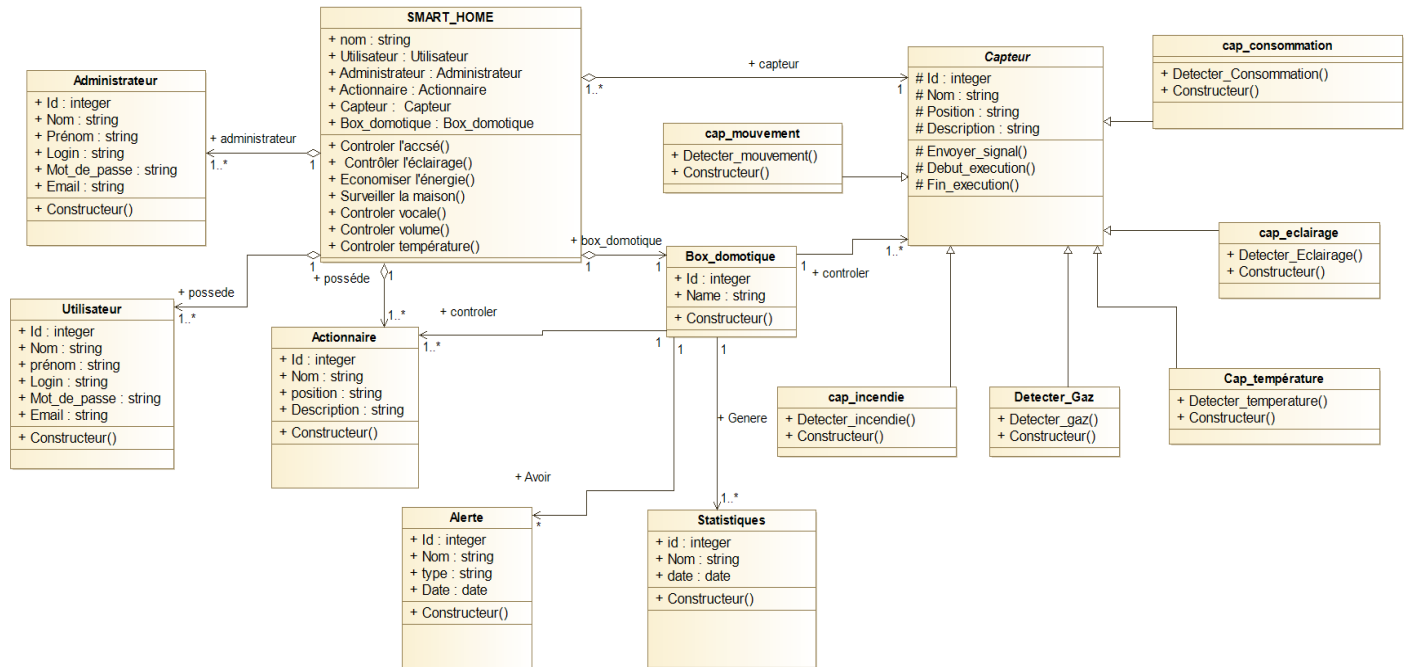 SMART_HOME
+ nom : string
+ Utilisateur : Utilisateur
+ Administrateur : Administrateur
+ Actionnaire : Actionnaire
+ Capteur :  Capteur
+ Box_domotique : Box_domotique
+ Controler l'accsé()
+ Contrôler l'éclairage()
+ Economiser l'énergie()
+ Surveiller la maison()
+ Controler vocale()
+ Controler volume()
+ Controler température()
Administrateur
+ Id : integer
+ Nom : string
+ Prénom : string
+ Login : string
+ Mot_de_passe : string
+ Email : string
+ Constructeur()
+ administrateur
1..*
1
+ capteur
1..*
1
Capteur
# Id : integer
# Nom : string
# Position : string
# Description : string
# Envoyer_signal()
# Debut_execution()
# Fin_execution()
cap_consommation
+ Detecter_Consommation()
+ Constructeur()
cap_mouvement
+ Detecter_mouvement()
+ Constructeur()
cap_eclairage
+ Detecter_Eclairage()
+ Constructeur()
+ box_domotique
1
1
Box_domotique
+ Id : integer
+ Name : string
+ Constructeur()
1
+ controler
1..*
1
+ possede
1..*
Utilisateur
+ Id : integer
+ Nom : string
+ prénom : string
+ Login : string
+ Mot_de_passe : string
+ Email : string
+ Constructeur()
+ posséde
1
1..*
Actionnaire
+ Id : integer
+ Nom : string
+ position : string
+ Description : string
+ Constructeur()
+ controler
1..*
1
1
1
cap_incendie
+ Detecter_incendie()
+ Constructeur()
Detecter_Gaz
+ Detecter_gaz()
+ Constructeur()
Cap_température
+ Detecter_temperature()
+ Constructeur()
+ Genere
1..*
+ Avoir
*
Alerte
+ Id : integer
+ Nom : string
+ type : string
+ Date : date
+ Constructeur()
Statistiques
+ id : integer
+ Nom : string
+ date : date
+ Constructeur()